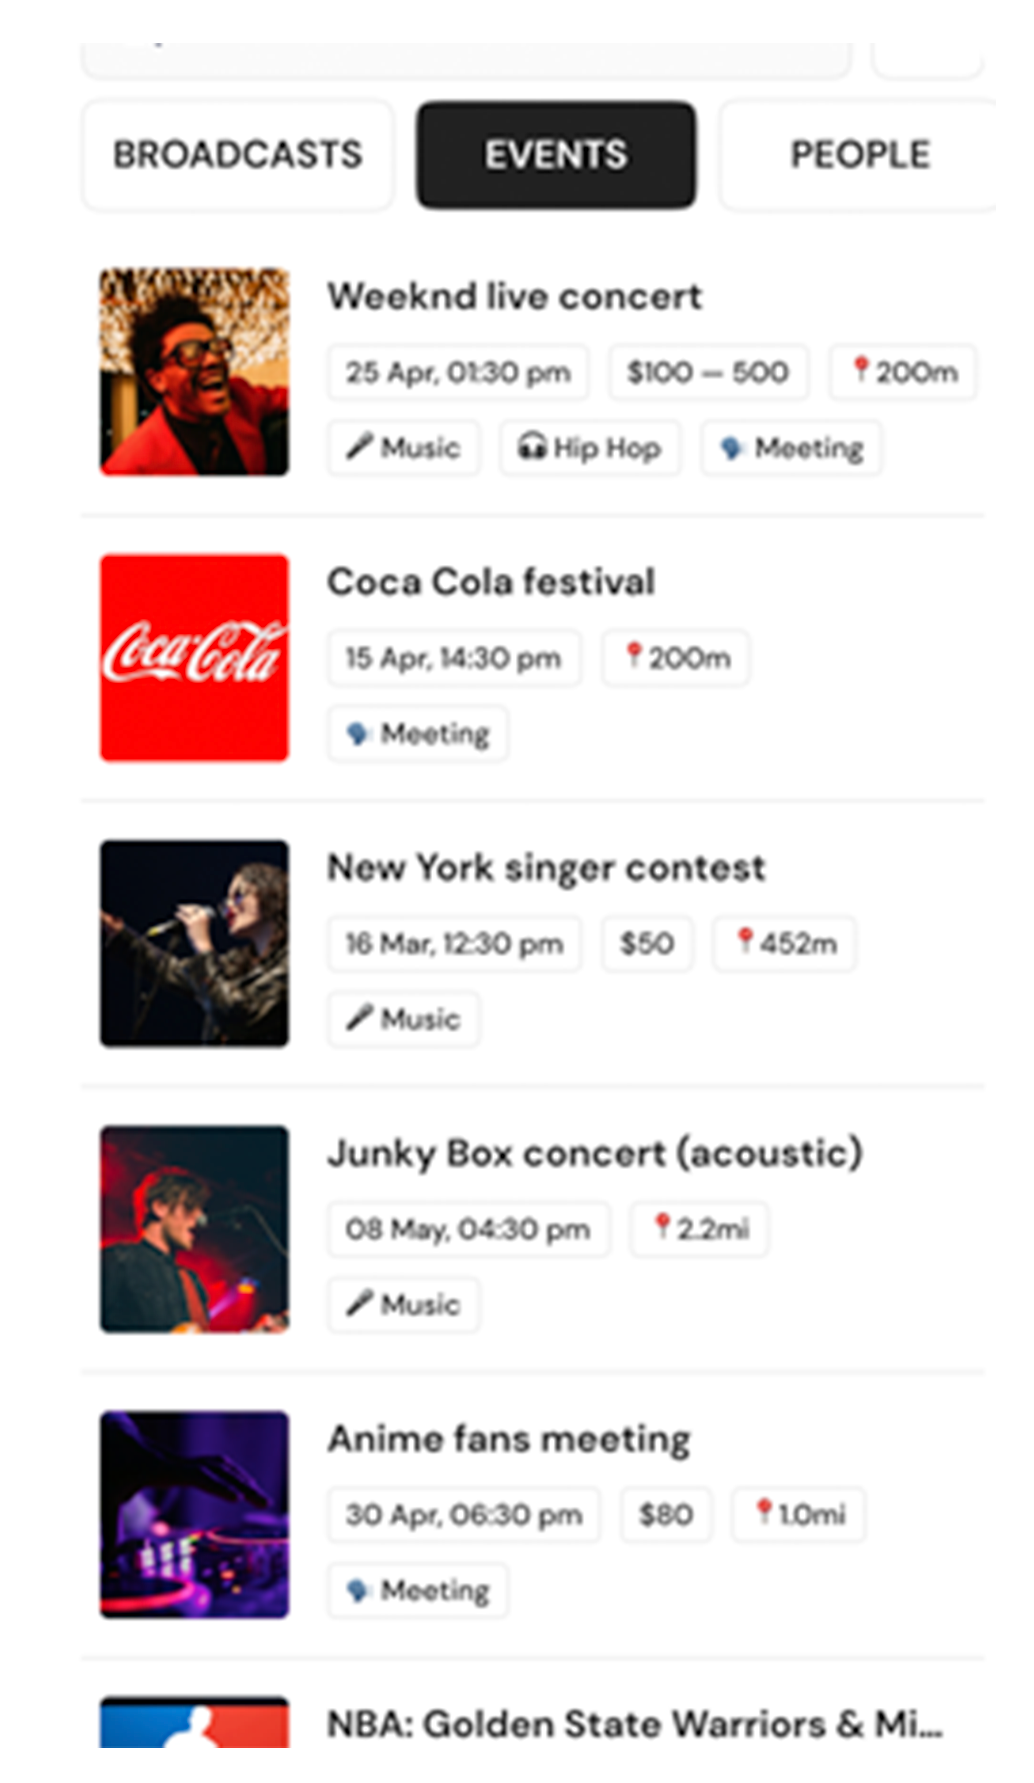 BROADCASTS EVENTS PEOPLE
Weeknd live concert
25 Apr, 01:30 pm $100 — 500 200m
Music Hip Hop Meeting
Coca-Cola
Coca Cola festival
15 Apr, 14:30 pm 200m
Meeting
New York singer contest
16 Mar, 12:30 pm $50 452m
Music
Junky Box concert (acoustic)
08 May, 04:30 pm 2.2mi
Music
Anime fans meeting
30 Apr, 06:30 pm $80 1.0mi
Meeting
NBA: Golden State Warriors & Mi...